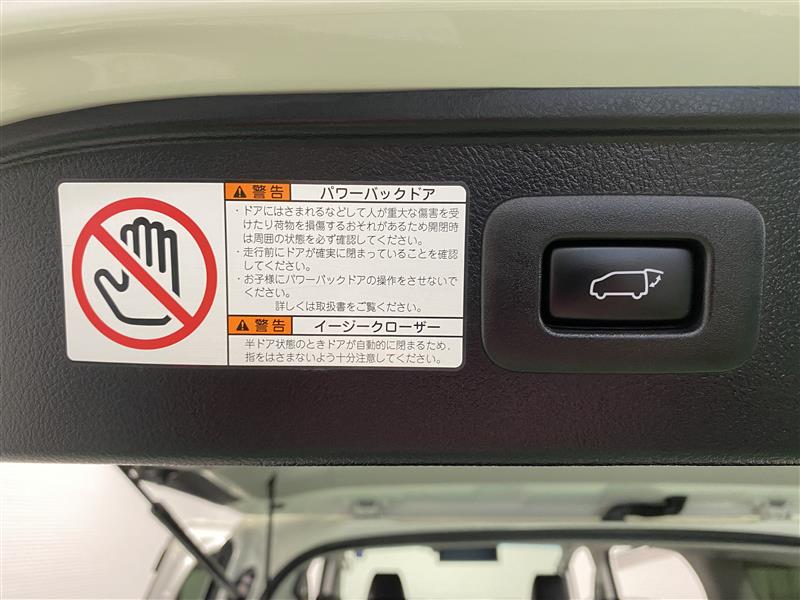 警告 パワーバックドア
・ドアにはさまれるなどして人が重大な傷害を受
けたり荷物を損傷するおそれがあるため開閉時
は周囲の状態を必ず確認してください。
・走行前にドアが確実に閉まっていることを確認
してください。
・お子様にパワーバックドアの操作をさせないで
ください。
詳しくは取扱書をご覧ください。
警告 イージークローザー
半ドア状態のときドアが自動的に閉まるため、
指をはさまないよう十分注意してください。